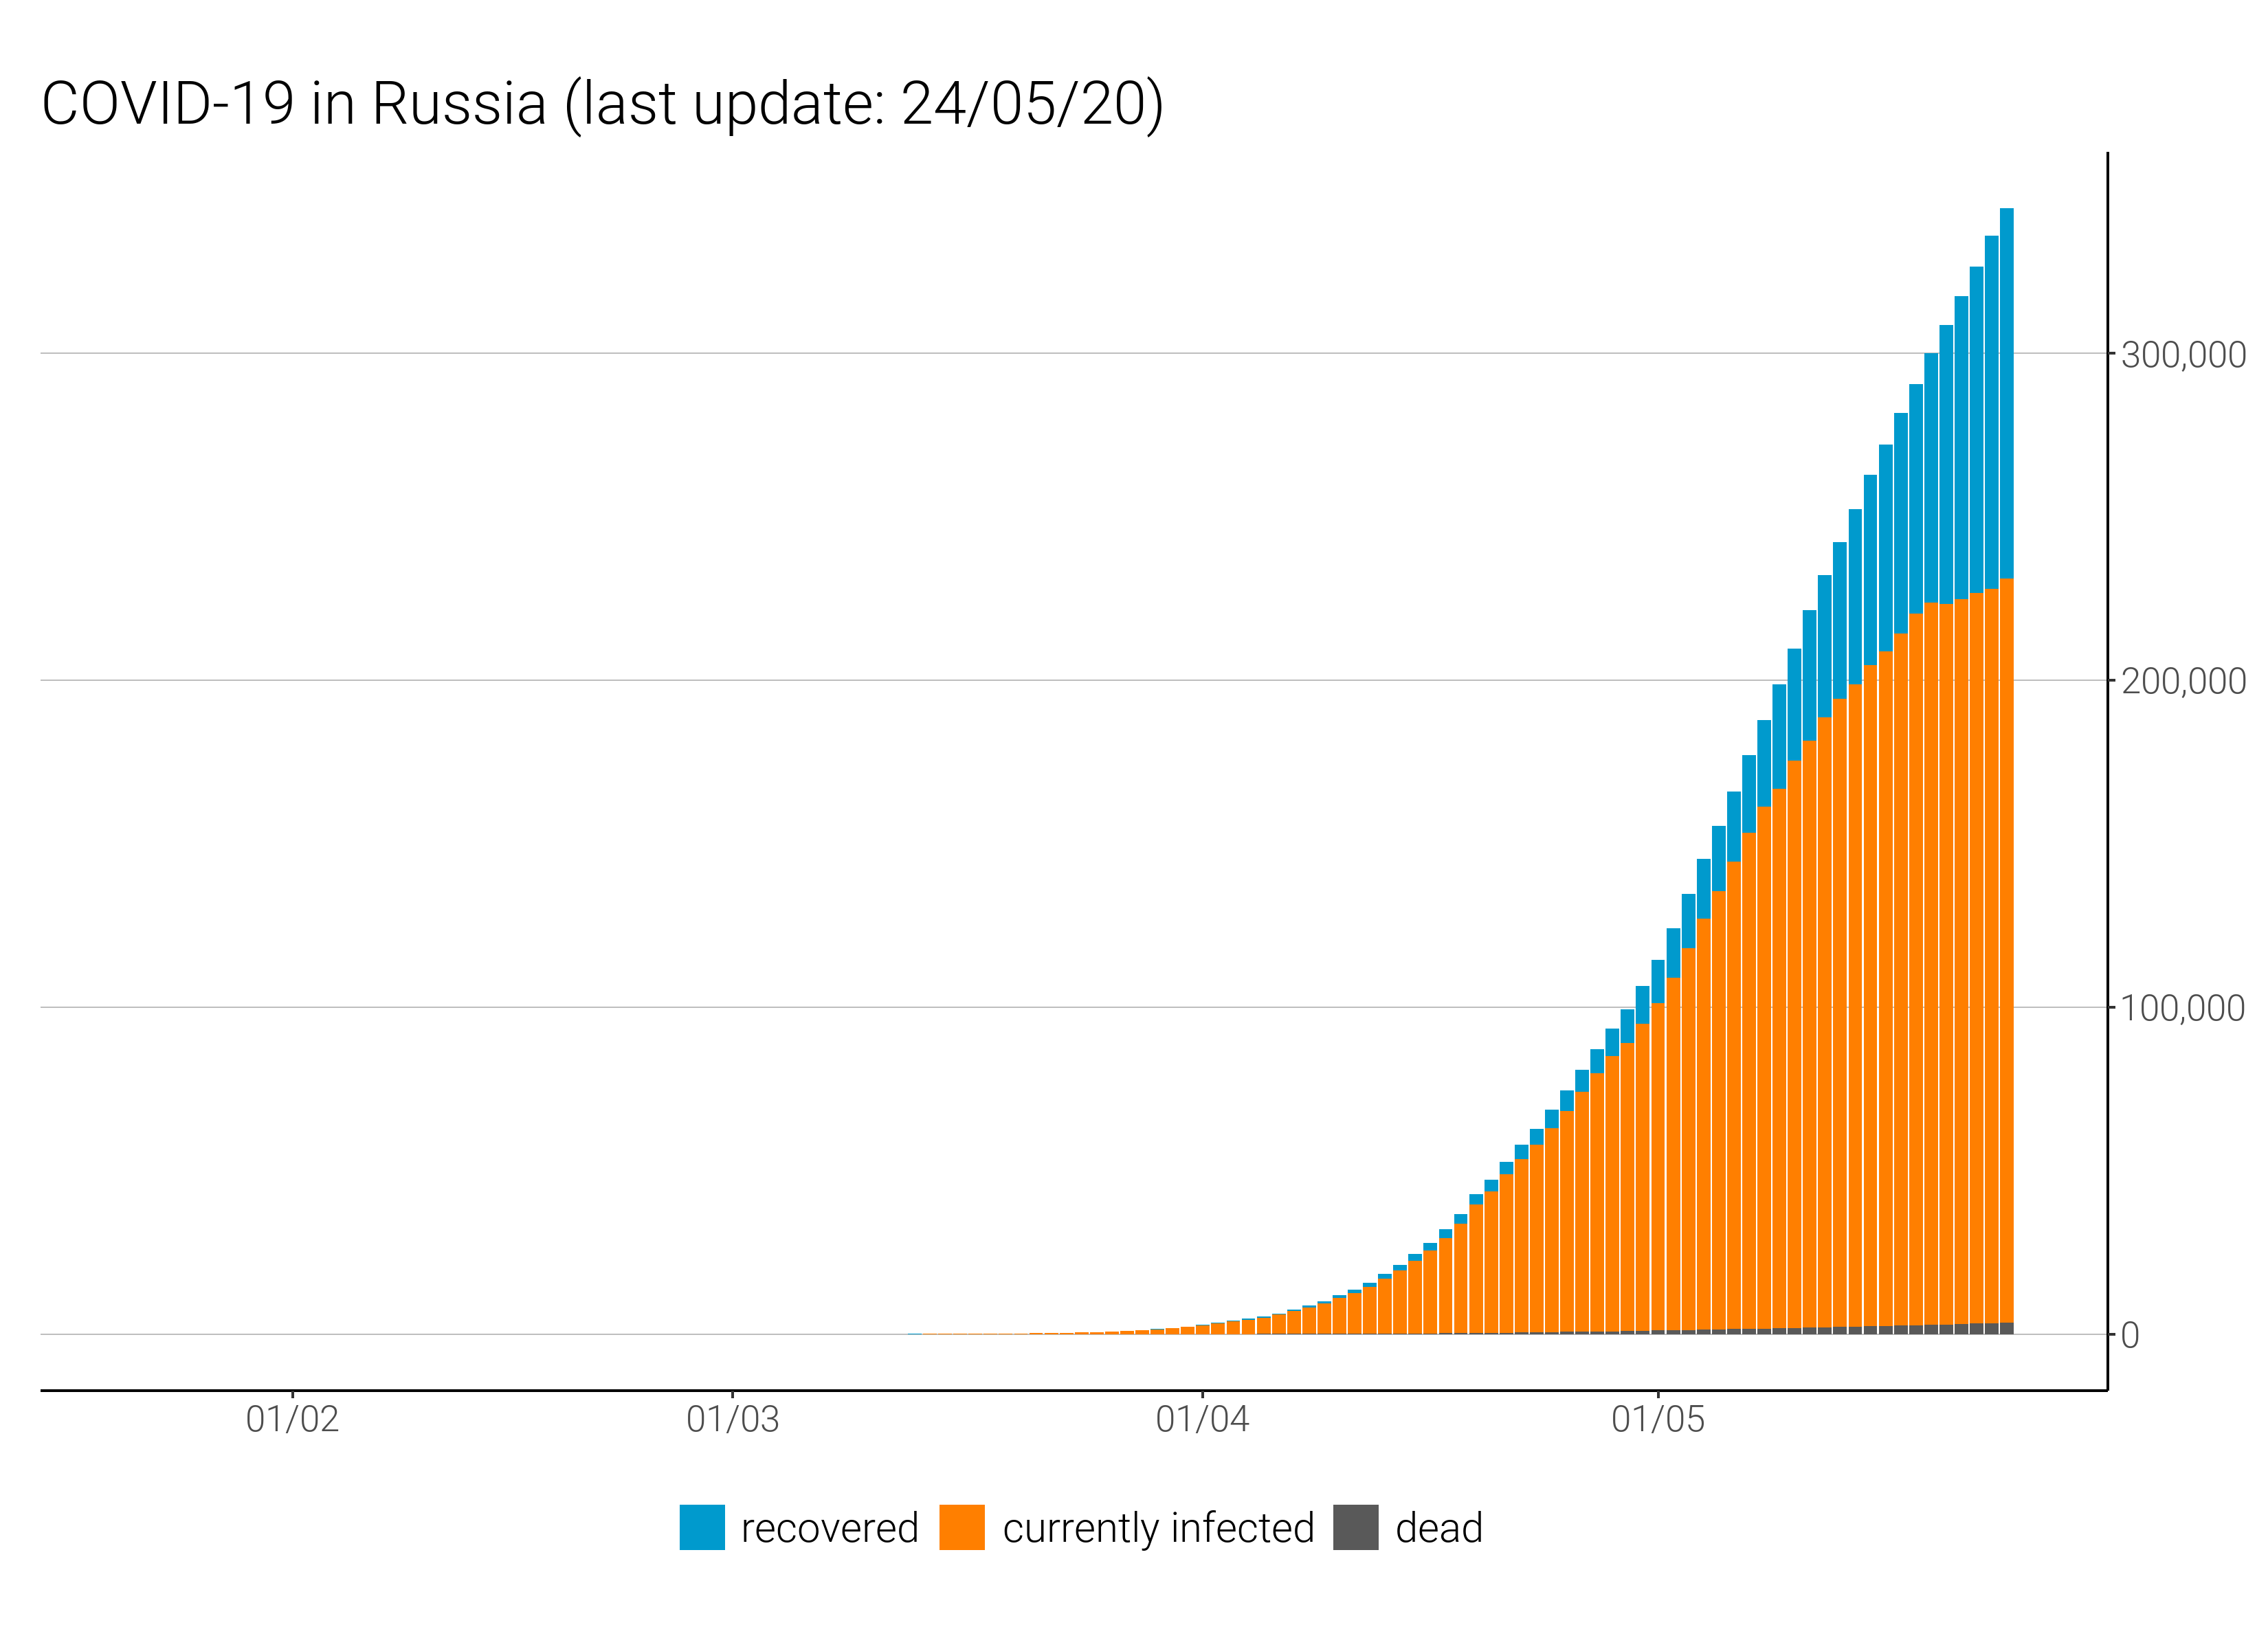 COVID-19 in Russia (last update: 24/05/20)
300,000
200,000
100,000
0
01/02 01/03 01/04 01/05
recovered currently infected dead